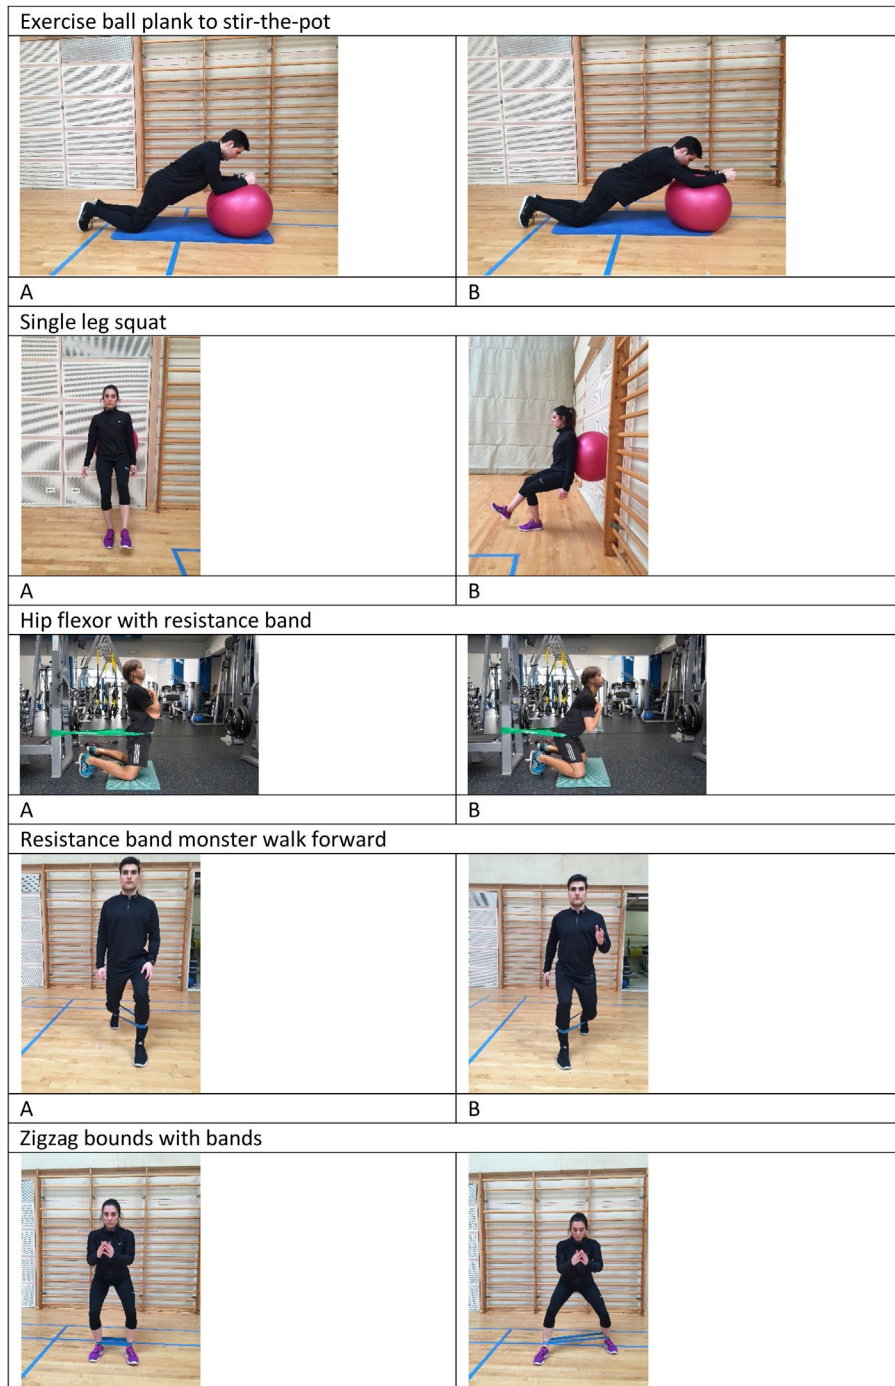 Exercise ball plank to stir-the-pot
A
B
Single leg squat
A
B
Hip flexor with resistance band
A
B
Resistance band monster walk forward
A
B
Zigzag bounds with bands